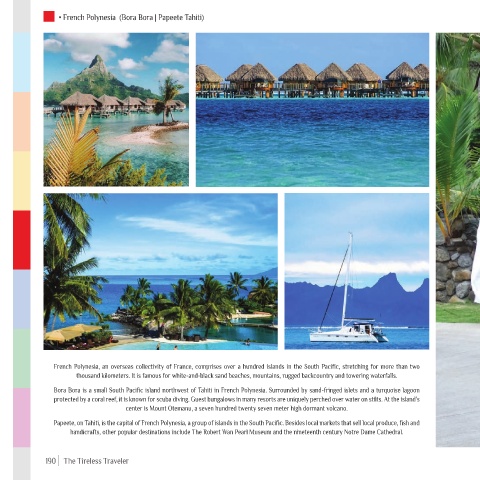 • French Polynesia (Bora Bora | Papeete Tahiti)
French Polynesia, an overseas collectivity of France, comprises over a hundred islands in the South Pacific, stretching for more than two
thousand kilometers. It is famous for white-and-black sand beaches, mountains, rugged backcountry and towering waterfalls.
Bora Bora is a small South Pacific island northwest of Tahiti in French Polynesia. Surrounded by sand-fringed islets and a turquoise lagoon
protected by a coral reef, it is known for scuba diving. Guest bungalows in many resorts are uniquely perched over water on stilts. At the island's
center is Mount Otemanu, a seven hundred twenty seven meter high dormant volcano.
Papeete, on Tahiti, is the capital of French Polynesia, a group of islands in the South Pacific. Besides local markets that sell local produce, fish and
handicrafts, other popular destinations include The Robert Wan Pearl Museum and the nineteenth century Notre Dame Cathedral.
190 | The Tireless Traveler